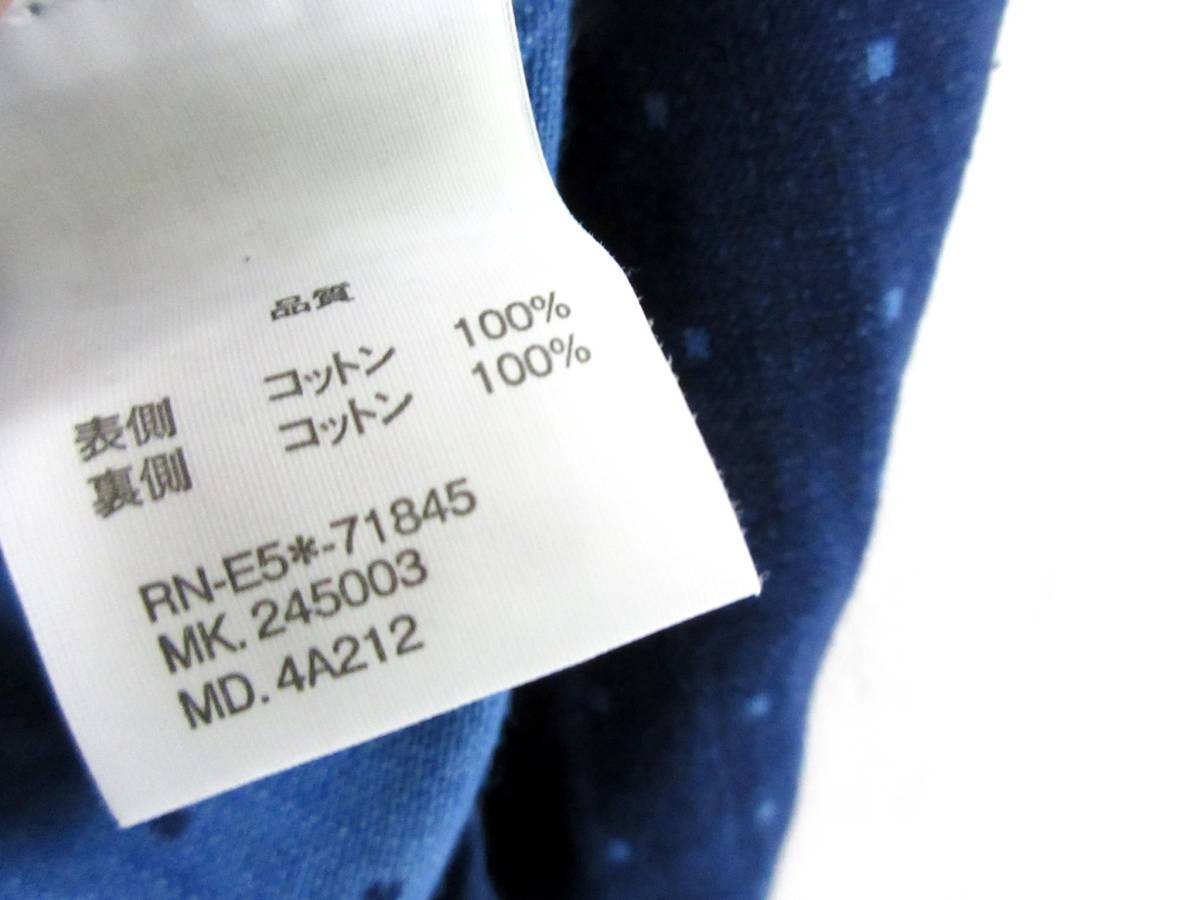 品質
表側 コットン 100%
裏側 コットン 100%
RN-E5*-71845
MK. 245003
MD. 4A212